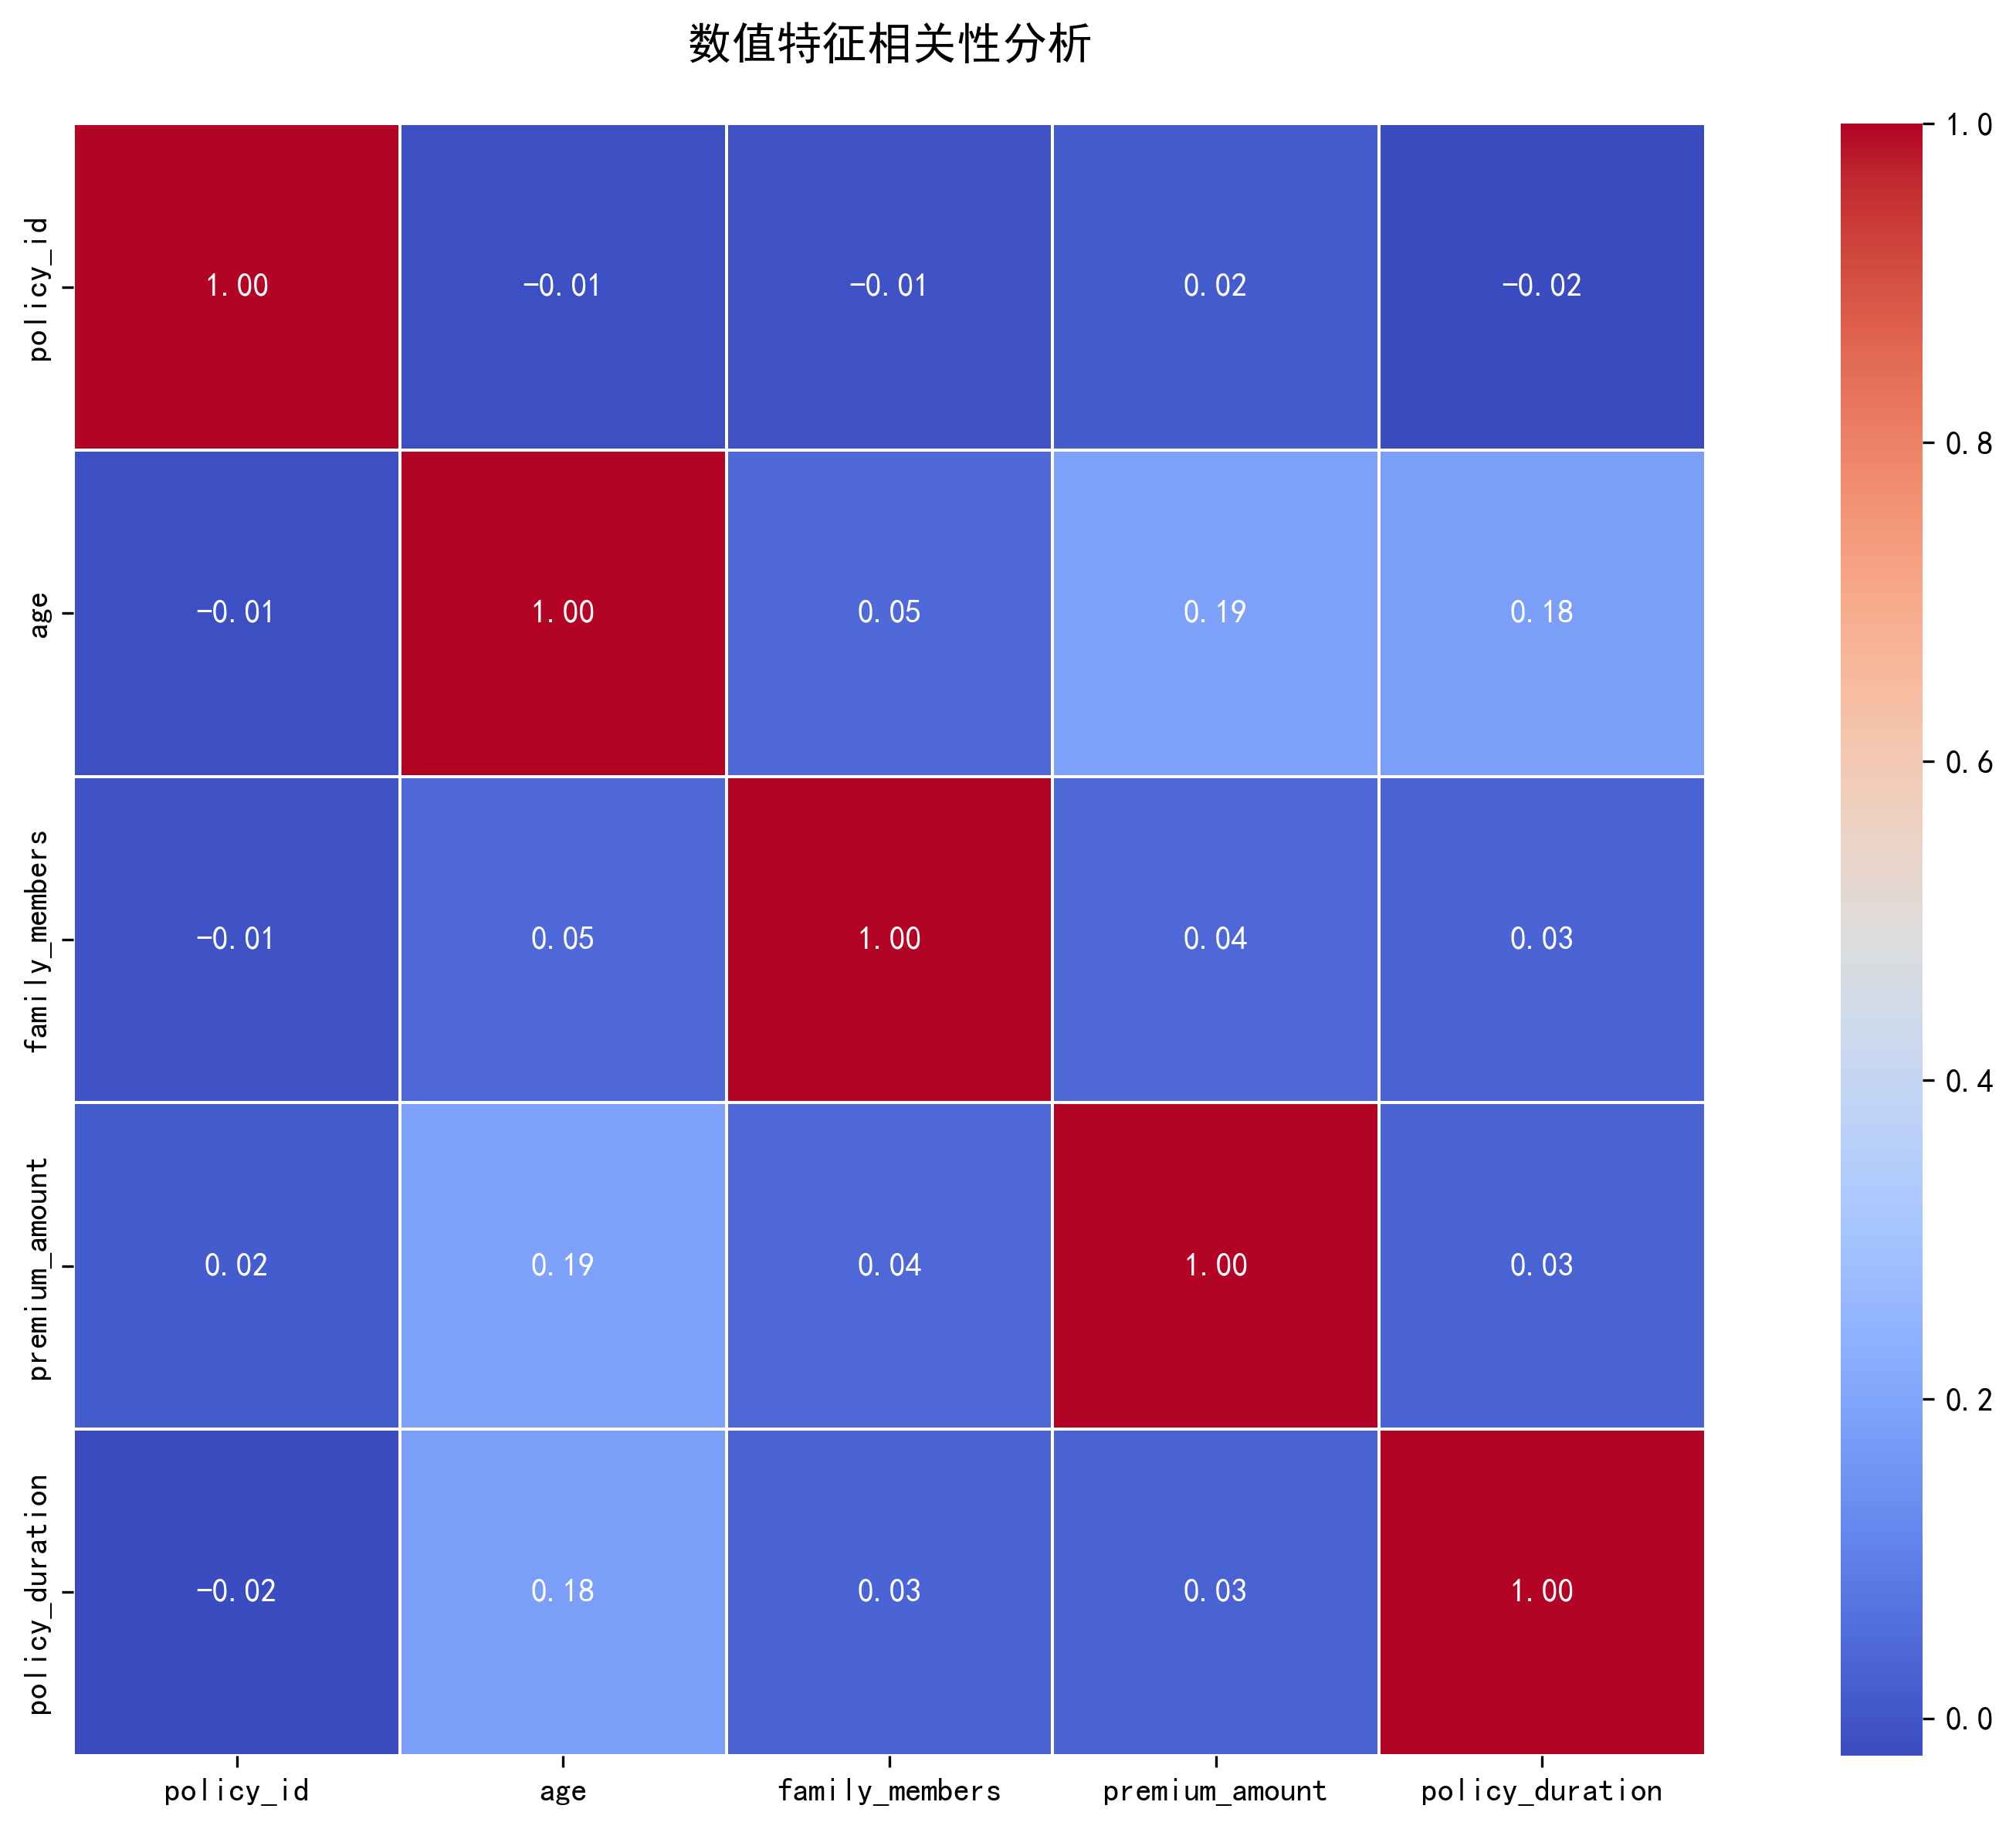 数值特征相关性分析
policy_id 1.00 -0.01 -0.01 0.02 -0.02
age -0.01 1.00 0.05 0.19 0.18
family_members -0.01 0.05 1.00 0.04 0.03
premium_amount 0.02 0.19 0.04 1.00 0.03
policy_duration -0.02 0.18 0.03 0.03 1.00
policy_id age family_members premium_amount policy_duration
1.0
0.8
0.6
0.4
0.2
0.0